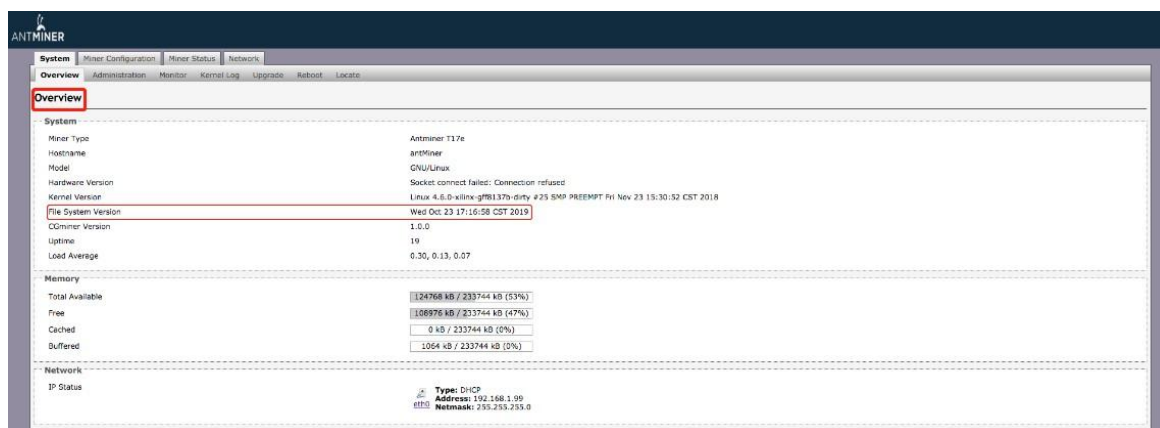 ANTMINER
System Miner Configuration Miner Status Network
Overview Administration Monitor Kernel Log Upgrade Reboot Locate
Overview
System
Miner Type Antminer T17e
Hostname antMiner
Model GNU/Linux
Hardware Version Socket connect failed: Connection refused
Kernel Version Linux 4.6.0-xilinx-gff8137b-dirty #25 SMP PREEMPT Fri Nov 23 15:30:52 CST 2018
File System Version Wed Oct 23 17:16:58 CST 2019
CGminer Version 1.0.0
Uptime 19
Load Average 0.30, 0.13, 0.07
Memory
Total Available 124768 kB / 233744 kB (53%)
Free 108976 kB / 233744 kB (47%)
Cached 0 kB / 233744 kB (0%)
Buffered 1064 kB / 233744 kB (0%)
Network
IP Status Type: DHCP
Address: 192.168.1.99
eth0 Netmask: 255.255.255.0